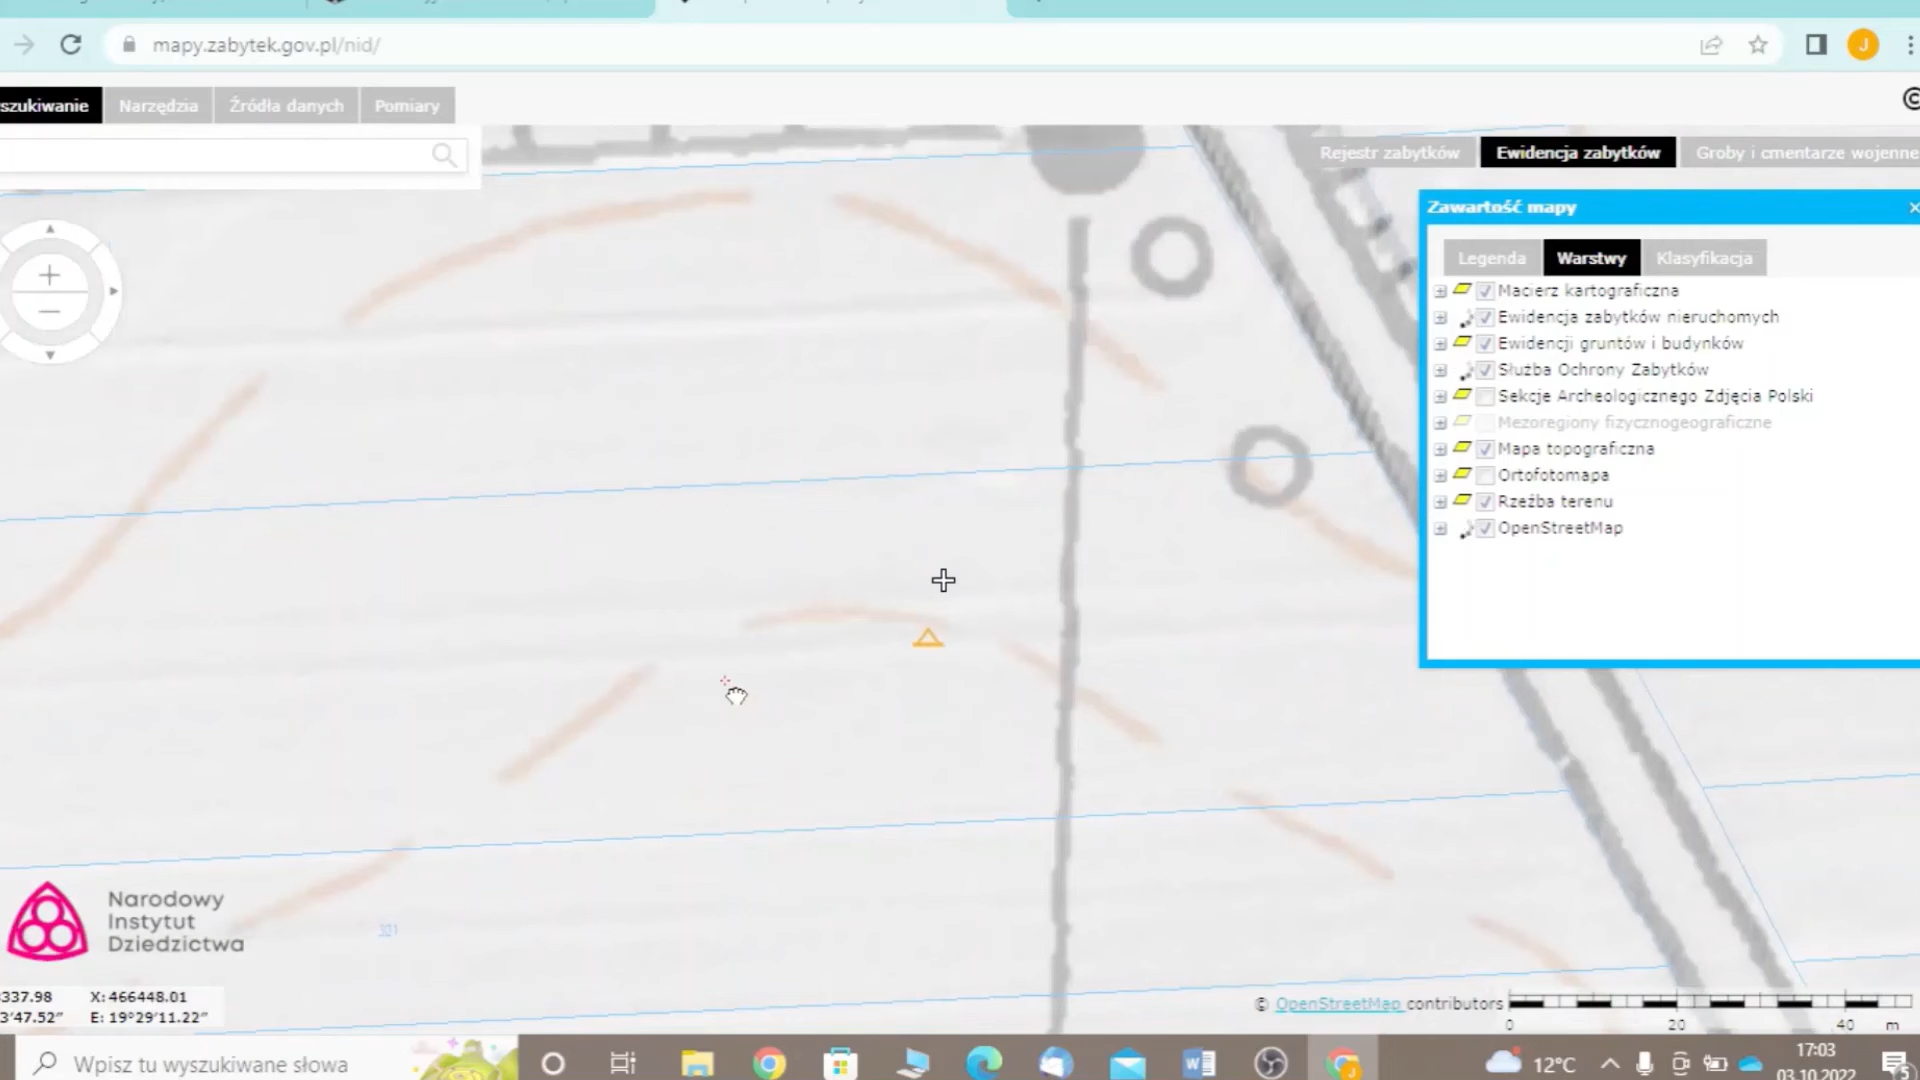 mapy.zabytek.gov.pl/nid/
J
szukiwanie Narzędzia Źródła danych Pomiary
Rejestr zabytków Ewidencja zabytków Groby i cmentarze wojenne
Zawartość mapy
Legenda Warstwy Klasyfikacja
Macierz kartograficzna
Ewidencja zabytków nieruchomych
Ewidencji gruntów i budynków
Służba Ochrony Zabytków
Sekcje Archeologicznego Zdjęcia Polski
Mezoregiony fizycznogeograficzne
Mapa topograficzna
Ortofotomapa
Rzeźba terenu
OpenStreetMap
Narodowy
Instytut
Dziedzictwa
321
337.98 X:466448.01
3'47.52" E: 19°29'11.22"
© OpenStreetMap contributors
0 20 40 m
Wpisz tu wyszukiwane słowa
12°C
17:03
03.10.2022
5